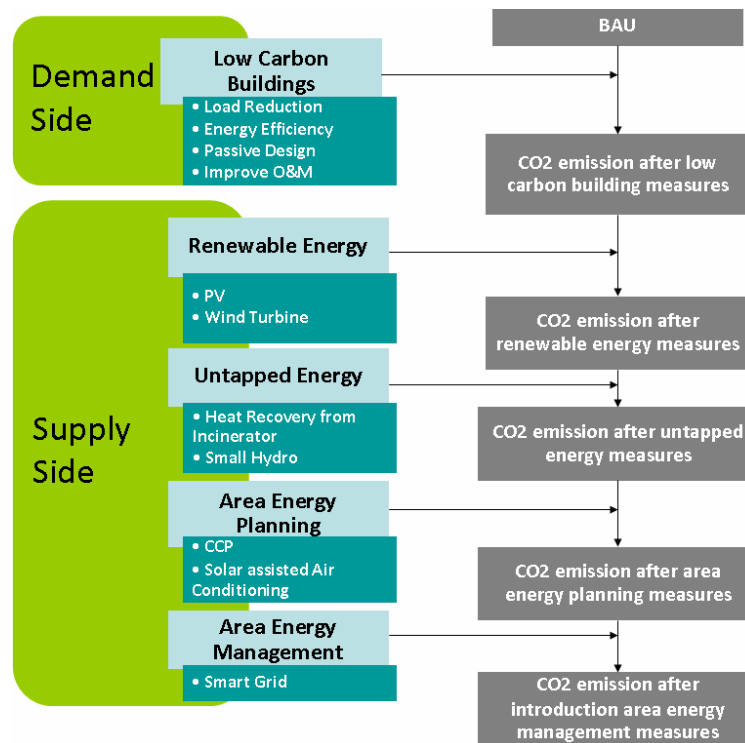 Demand
Side
Low Carbon
Buildings
• Load Reduction
• Energy Efficiency
• Passive Design
• Improve O&M
BAU
CO2 emission after low
carbon building measures
Supply
Side
Renewable Energy
• PV
• Wind Turbine
CO2 emission after
renewable energy measures
Untapped Energy
• Heat Recovery from
Incinerator
• Small Hydro
CO2 emission after untapped
energy measures
Area Energy
Planning
• CCP
• Solar assisted Air
Conditioning
CO2 emission after area
energy planning measures
Area Energy
Management
• Smart Grid
CO2 emission after
introduction area energy
management measures